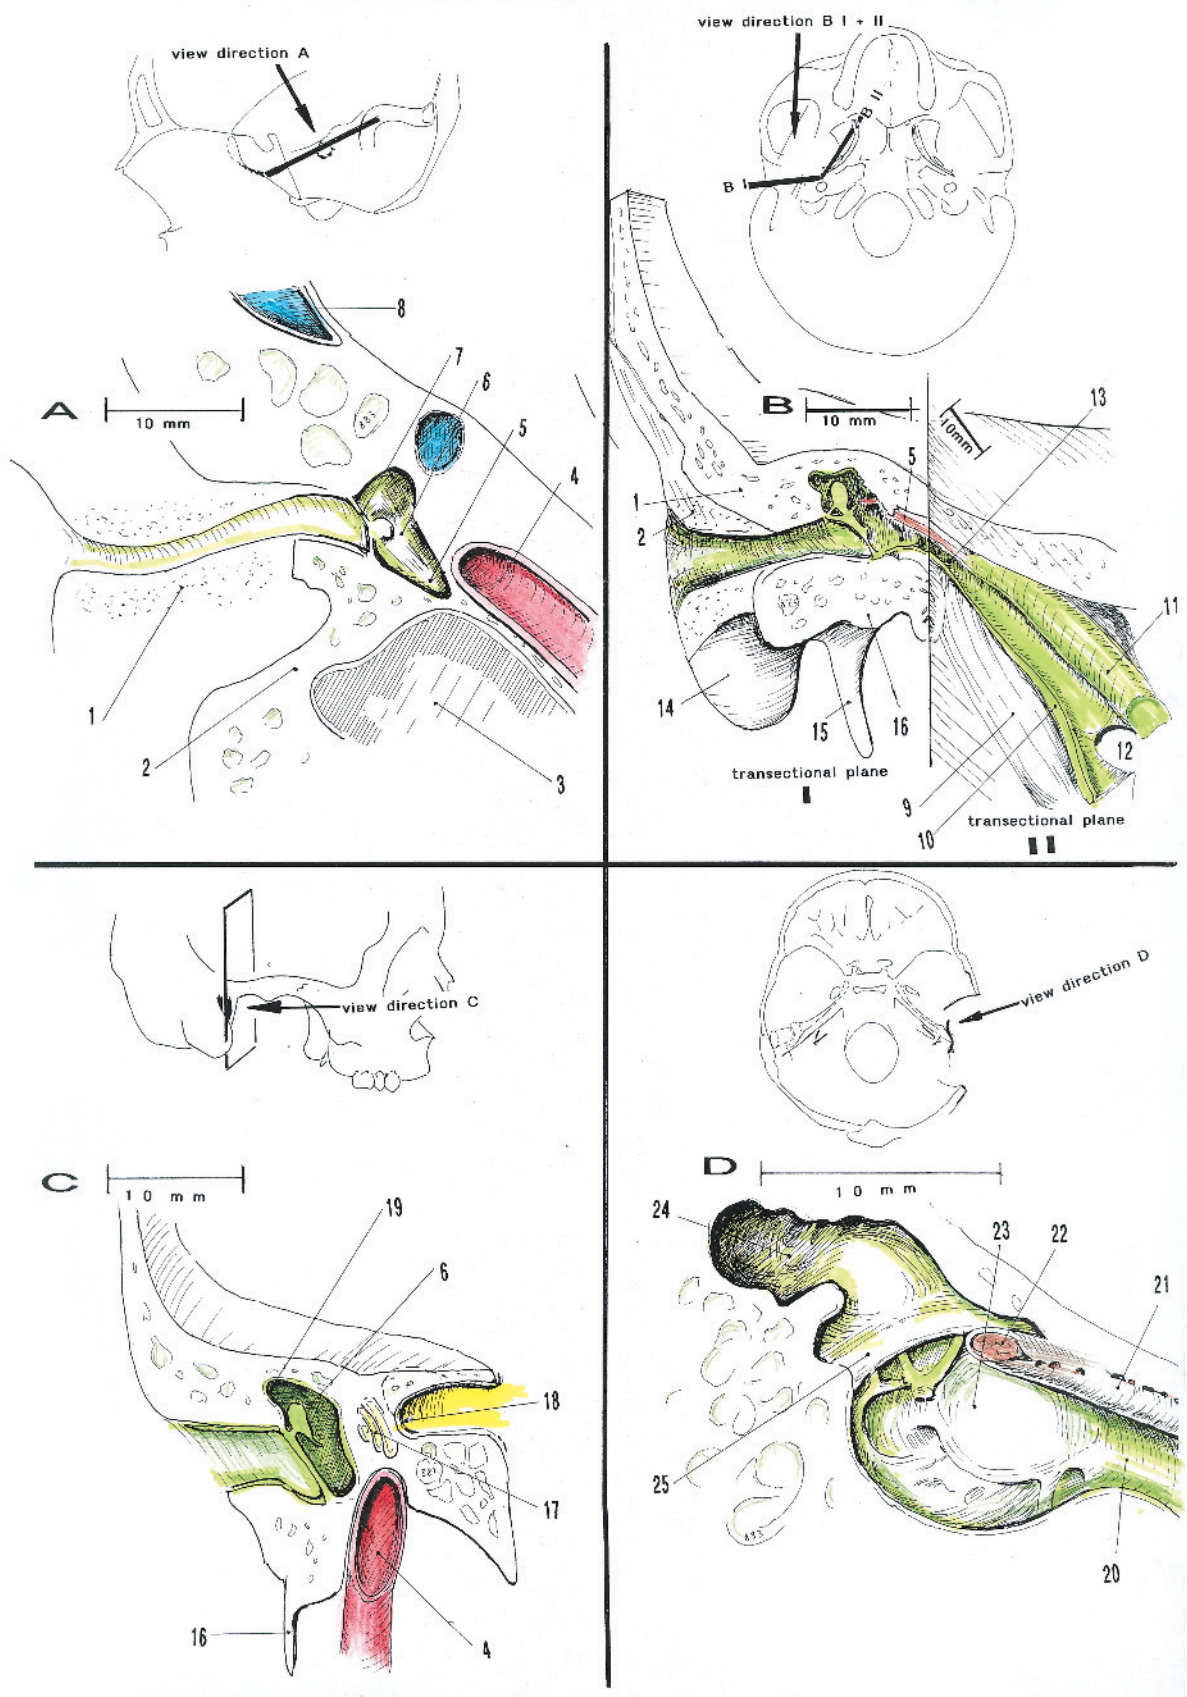 view direction A
8
7
6
5
4
A
10 mm
1
2
3
view direction B I + II
B II
B I
B
10 mm
10mm
13
5
1
2
11
14
15
16
12
9
10
transectional plane
I
transectional plane
II
view direction C
C
10 mm
19
6
18
17
16
4
view direction D
D
10 mm
24
23
22
21
25
20